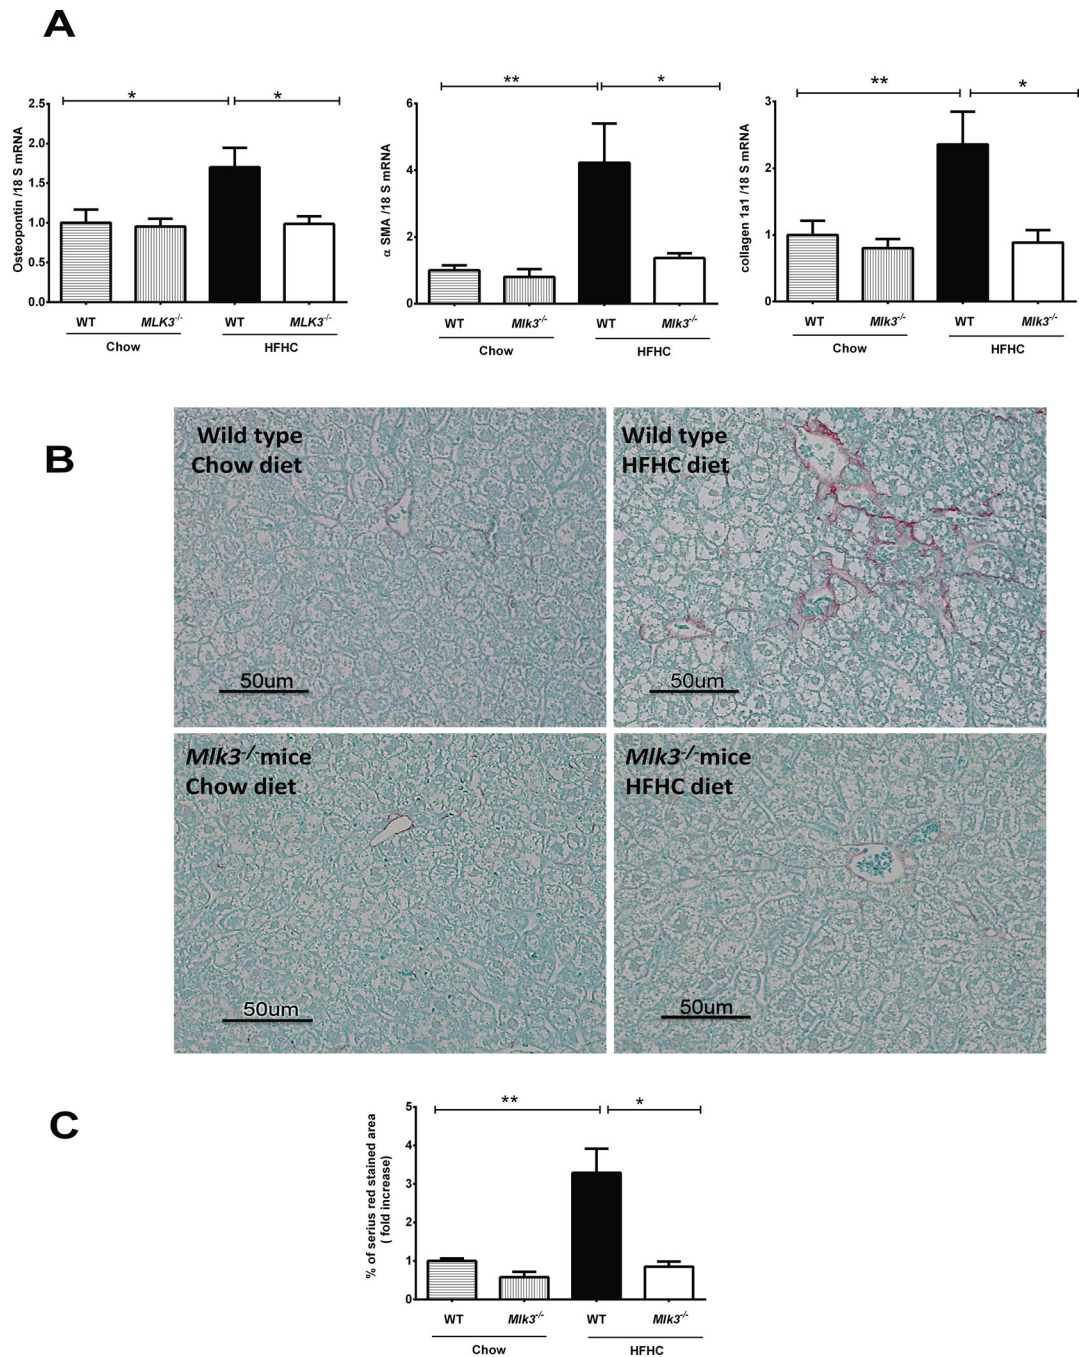 A
* *
Osteopontin /18 S mRNA
2.5
2.0
1.5
1.0
0.5
0.0
WT MLK3-/- WT MLK3-/-
Chow HFHC
** *
α SMA /18 S mRNA
6
4
2
0
WT Mlk3-/- WT Mlk3-/-
Chow HFHC
** *
collagen 1a1 /18 S mRNA
3
2
1
0
WT Mlk3-/- WT Mlk3-/-
Chow HFHC
B
Wild type
Chow diet
50um
Wild type
HFHC diet
50um
Mlk3-/-mice
Chow diet
50um
Mlk3-/-mice
HFHC diet
50um
C
** *
% of serius red stained area
( fold increase)
5
4
3
2
1
0
WT Mlk3-/- WT Mlk3-/-
Chow HFHC